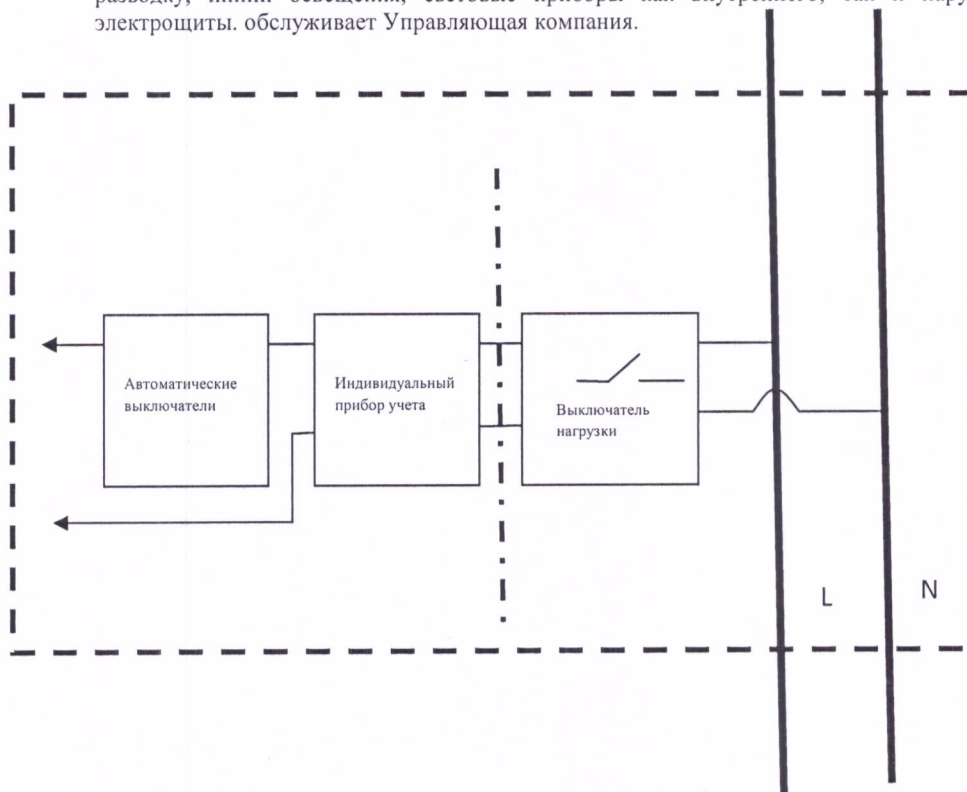 электрощиты. обслуживает Управляющая компания.
Автоматические
выключатели
Индивидуальный
прибор учета
Выключатель
нагрузки
L
N